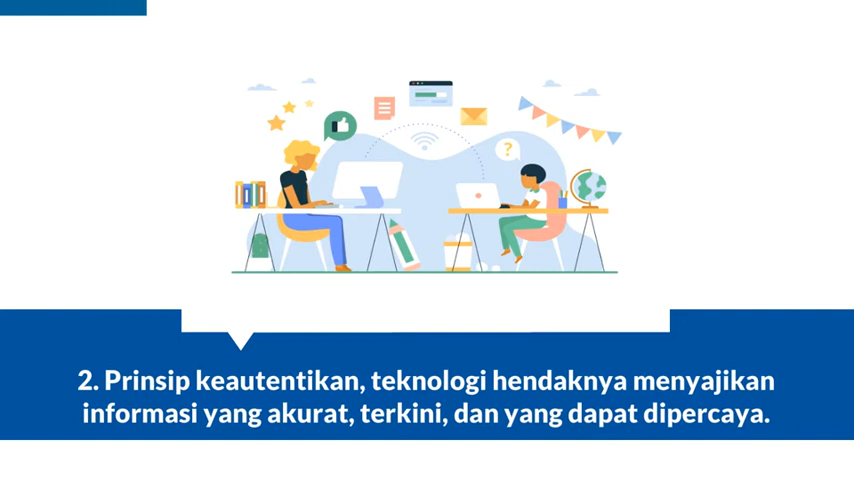 ?
2. Prinsip keautentikan, teknologi hendaknya menyajikan
informasi yang akurat, terkini, dan yang dapat dipercaya.